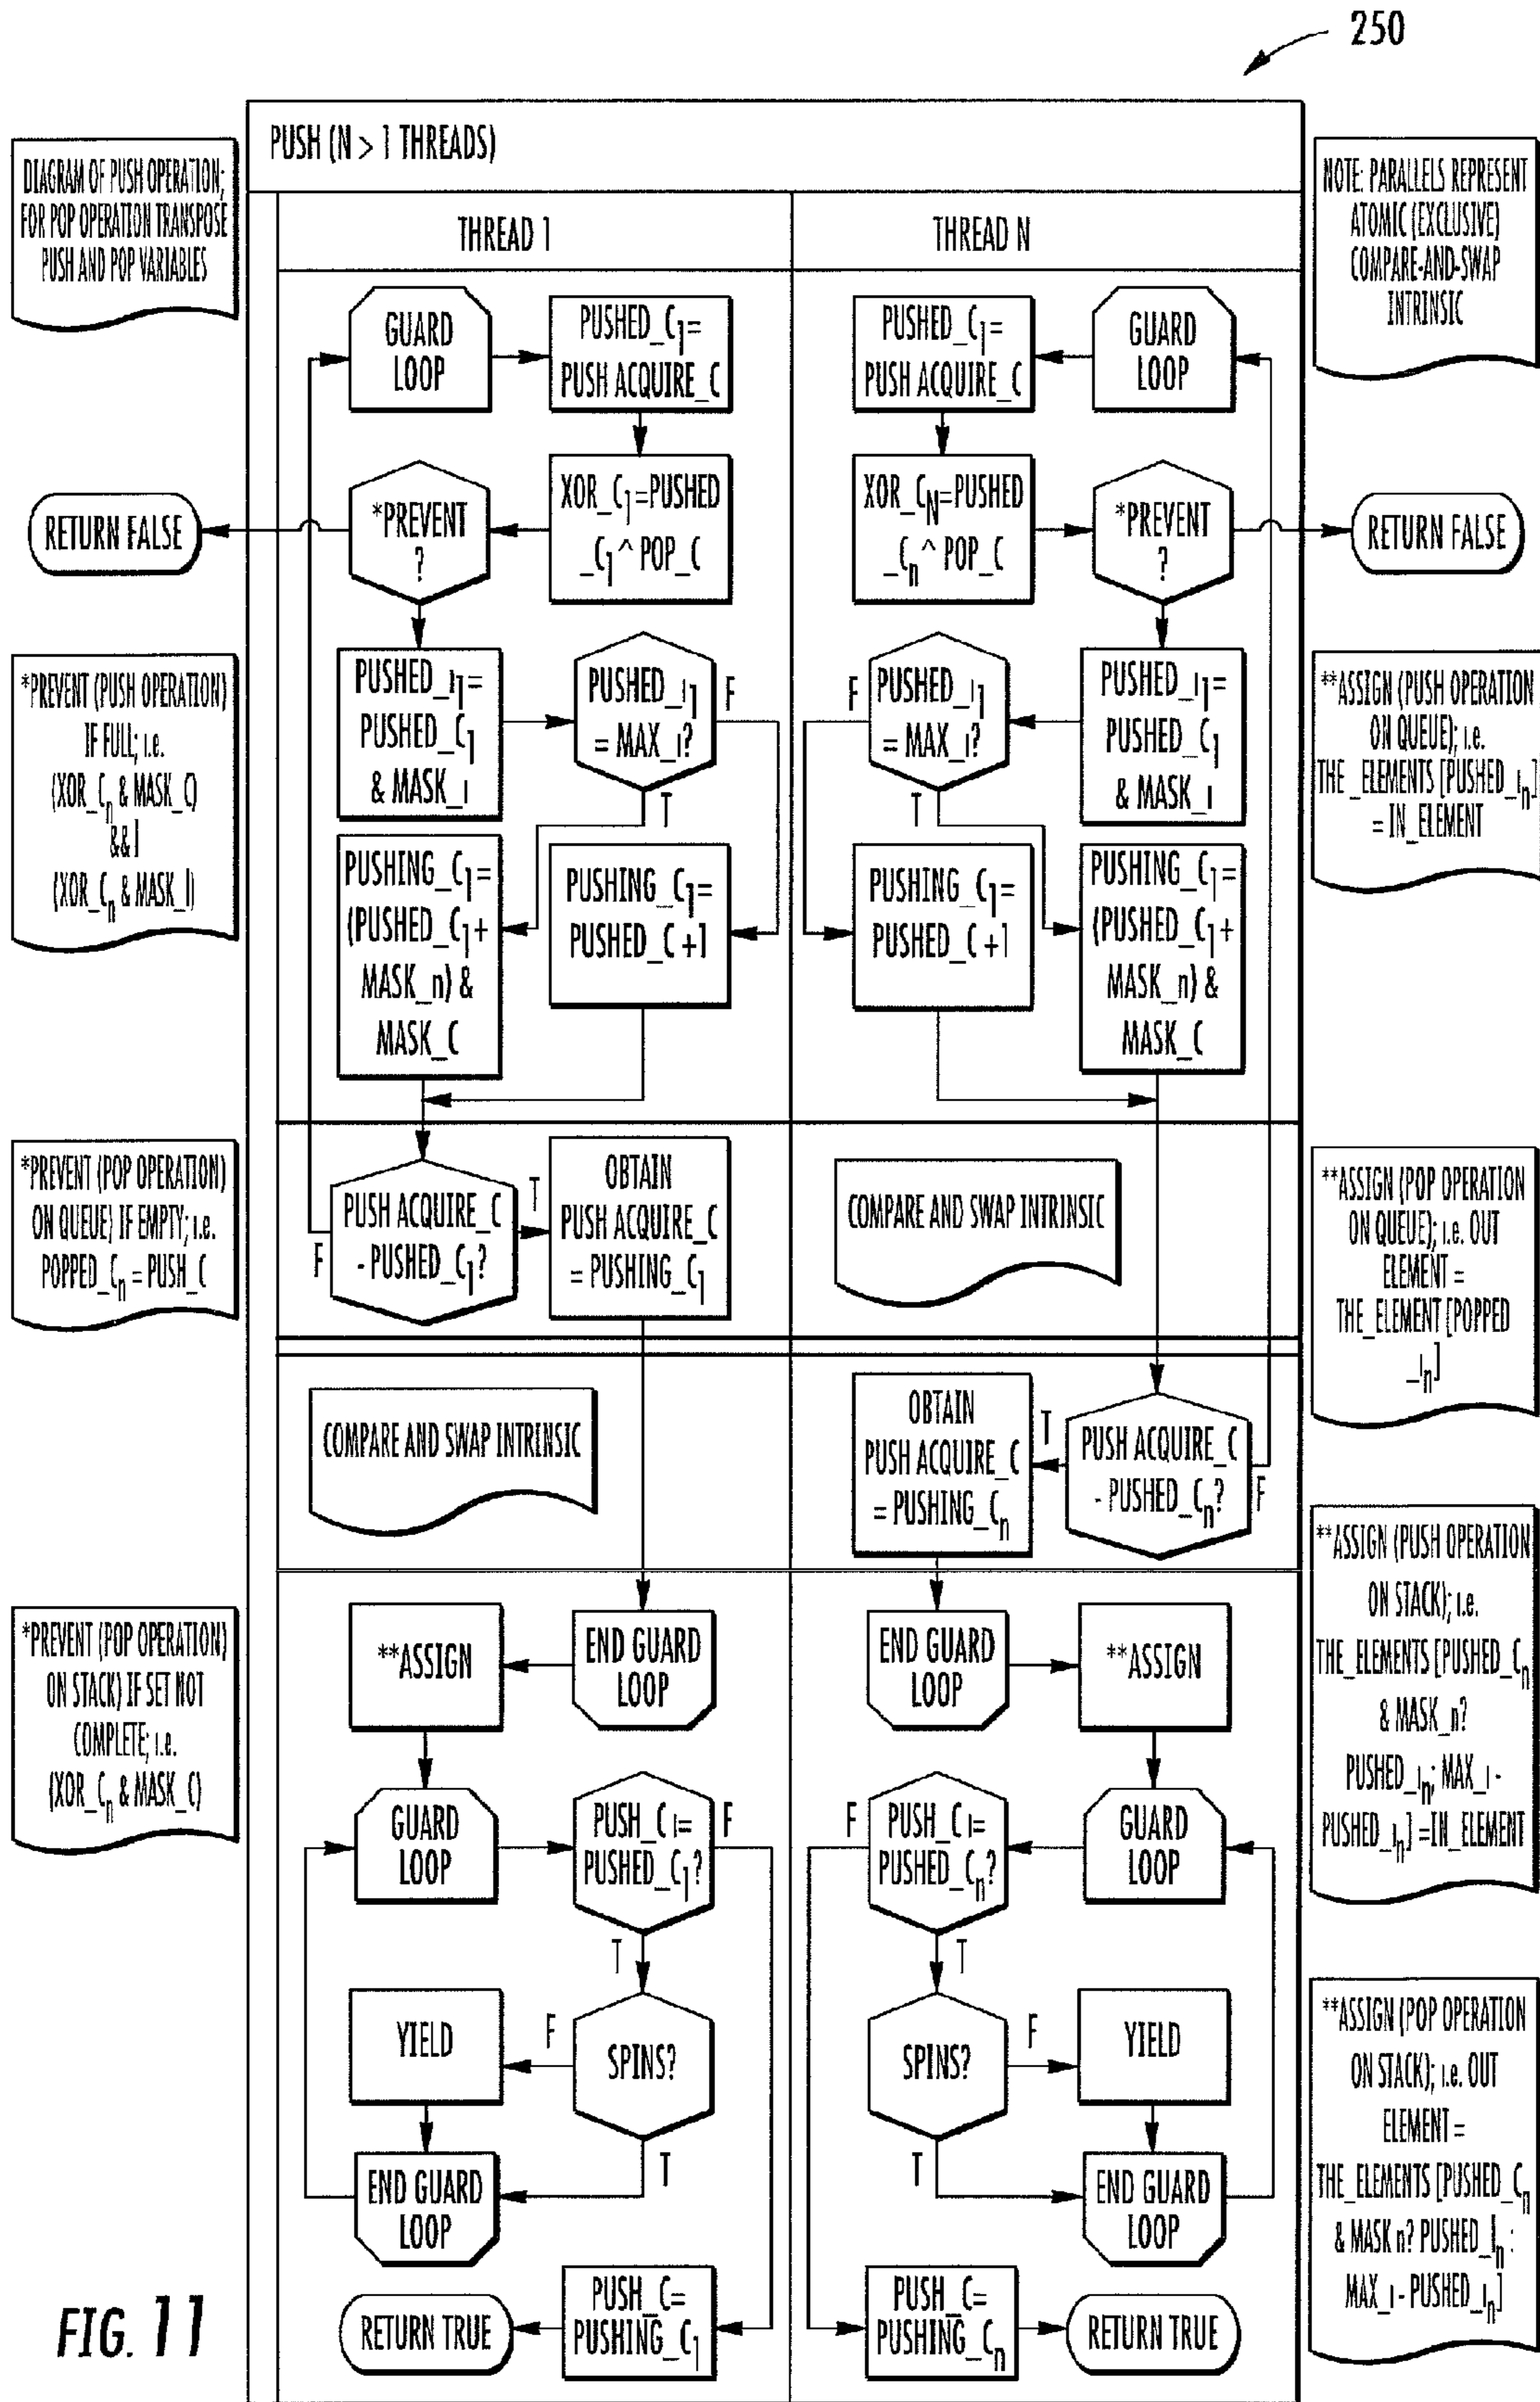 250
PUSH (N > 1 THREADS)
DIAGRAM OF PUSH OPERATION;
FOR POP OPERATION TRANSPOSE
PUSH AND POP VARIABLES
NOTE: PARALLELS REPRESENT
ATOMIC (EXCLUSIVE)
COMPARE-AND-SWAP
INTRINSIC
THREAD 1
THREAD N
GUARD
LOOP
PUSHED_C1=
PUSH ACQUIRE_C
PUSHED_C1=
PUSH ACQUIRE_C
GUARD
LOOP
RETURN FALSE
*PREVENT
?
XOR_C1=PUSHED
_C1^POP_C
XOR_CN=PUSHED
_Cn^POP_C
*PREVENT
?
RETURN FALSE
*PREVENT (PUSH OPERATION)
IF FULL; i.e.
(XOR_Cn & MASK_C)
&& !
(XOR_Cn & MASK_I)
PUSHED_I1=
PUSHED_C1
& MASK_I
PUSHED_I1
= MAX_I?
F
T
F
T
PUSHED_I1
= MAX_I?
PUSHED_I1=
PUSHED_C1
& MASK_I
**ASSIGN (PUSH OPERATION
ON QUEUE); i.e.
THE_ELEMENTS [PUSHED_In]
= IN_ELEMENT
PUSHING_C1=
(PUSHED_C1+
MASK_n) &
MASK_C
PUSHING_C1=
PUSHED_C +1
PUSHING_C1=
PUSHED_C +1
PUSHING_C1=
(PUSHED_C1+
MASK_n) &
MASK_C
*PREVENT (POP OPERATION)
ON QUEUE) IF EMPTY; i.e.
POPPED_Cn = PUSH_C
PUSH ACQUIRE_C
- PUSHED_C1?
F
T
OBTAIN
PUSH ACQUIRE_C
= PUSHING_C1
COMPARE AND SWAP INTRINSIC
**ASSIGN (POP OPERATION
ON QUEUE); i.e. OUT
ELEMENT =
THE_ELEMENT [POPPED
_In]
COMPARE AND SWAP INTRINSIC
OBTAIN
PUSH ACQUIRE_C
= PUSHING_Cn
T
PUSH ACQUIRE_C
- PUSHED_Cn?
F
**ASSIGN (PUSH OPERATION
ON STACK); i.e.
THE_ELEMENTS [PUSHED_Cn
& MASK_n?
PUSHED_In; MAX_I -
PUSHED_In] =IN_ELEMENT
*PREVENT (POP OPERATION)
ON STACK) IF SET NOT
COMPLETE; i.e.
(XOR_Cn & MASK_C)
**ASSIGN
END GUARD
LOOP
END GUARD
LOOP
**ASSIGN
GUARD
LOOP
PUSH_C!=
PUSHED_C1?
F
T
F
T
PUSH_C!=
PUSHED_Cn?
GUARD
LOOP
YIELD
F
SPINS?
T
SPINS?
F
T
YIELD
**ASSIGN (POP OPERATION
ON STACK); i.e. OUT
ELEMENT =
THE_ELEMENTS [PUSHED_Cn
& MASK n? PUSHED_In :
MAX_I - PUSHED_In]
END GUARD
LOOP
END GUARD
LOOP
RETURN TRUE
PUSH_C=
PUSHING_C1
PUSH_C=
PUSHING_Cn
RETURN TRUE
FIG. 11